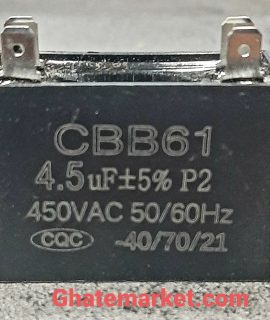 CBB61
4.5uF±5% P2
450VAC 50/60Hz
CQC -40/70/21
Ghatemarket.com